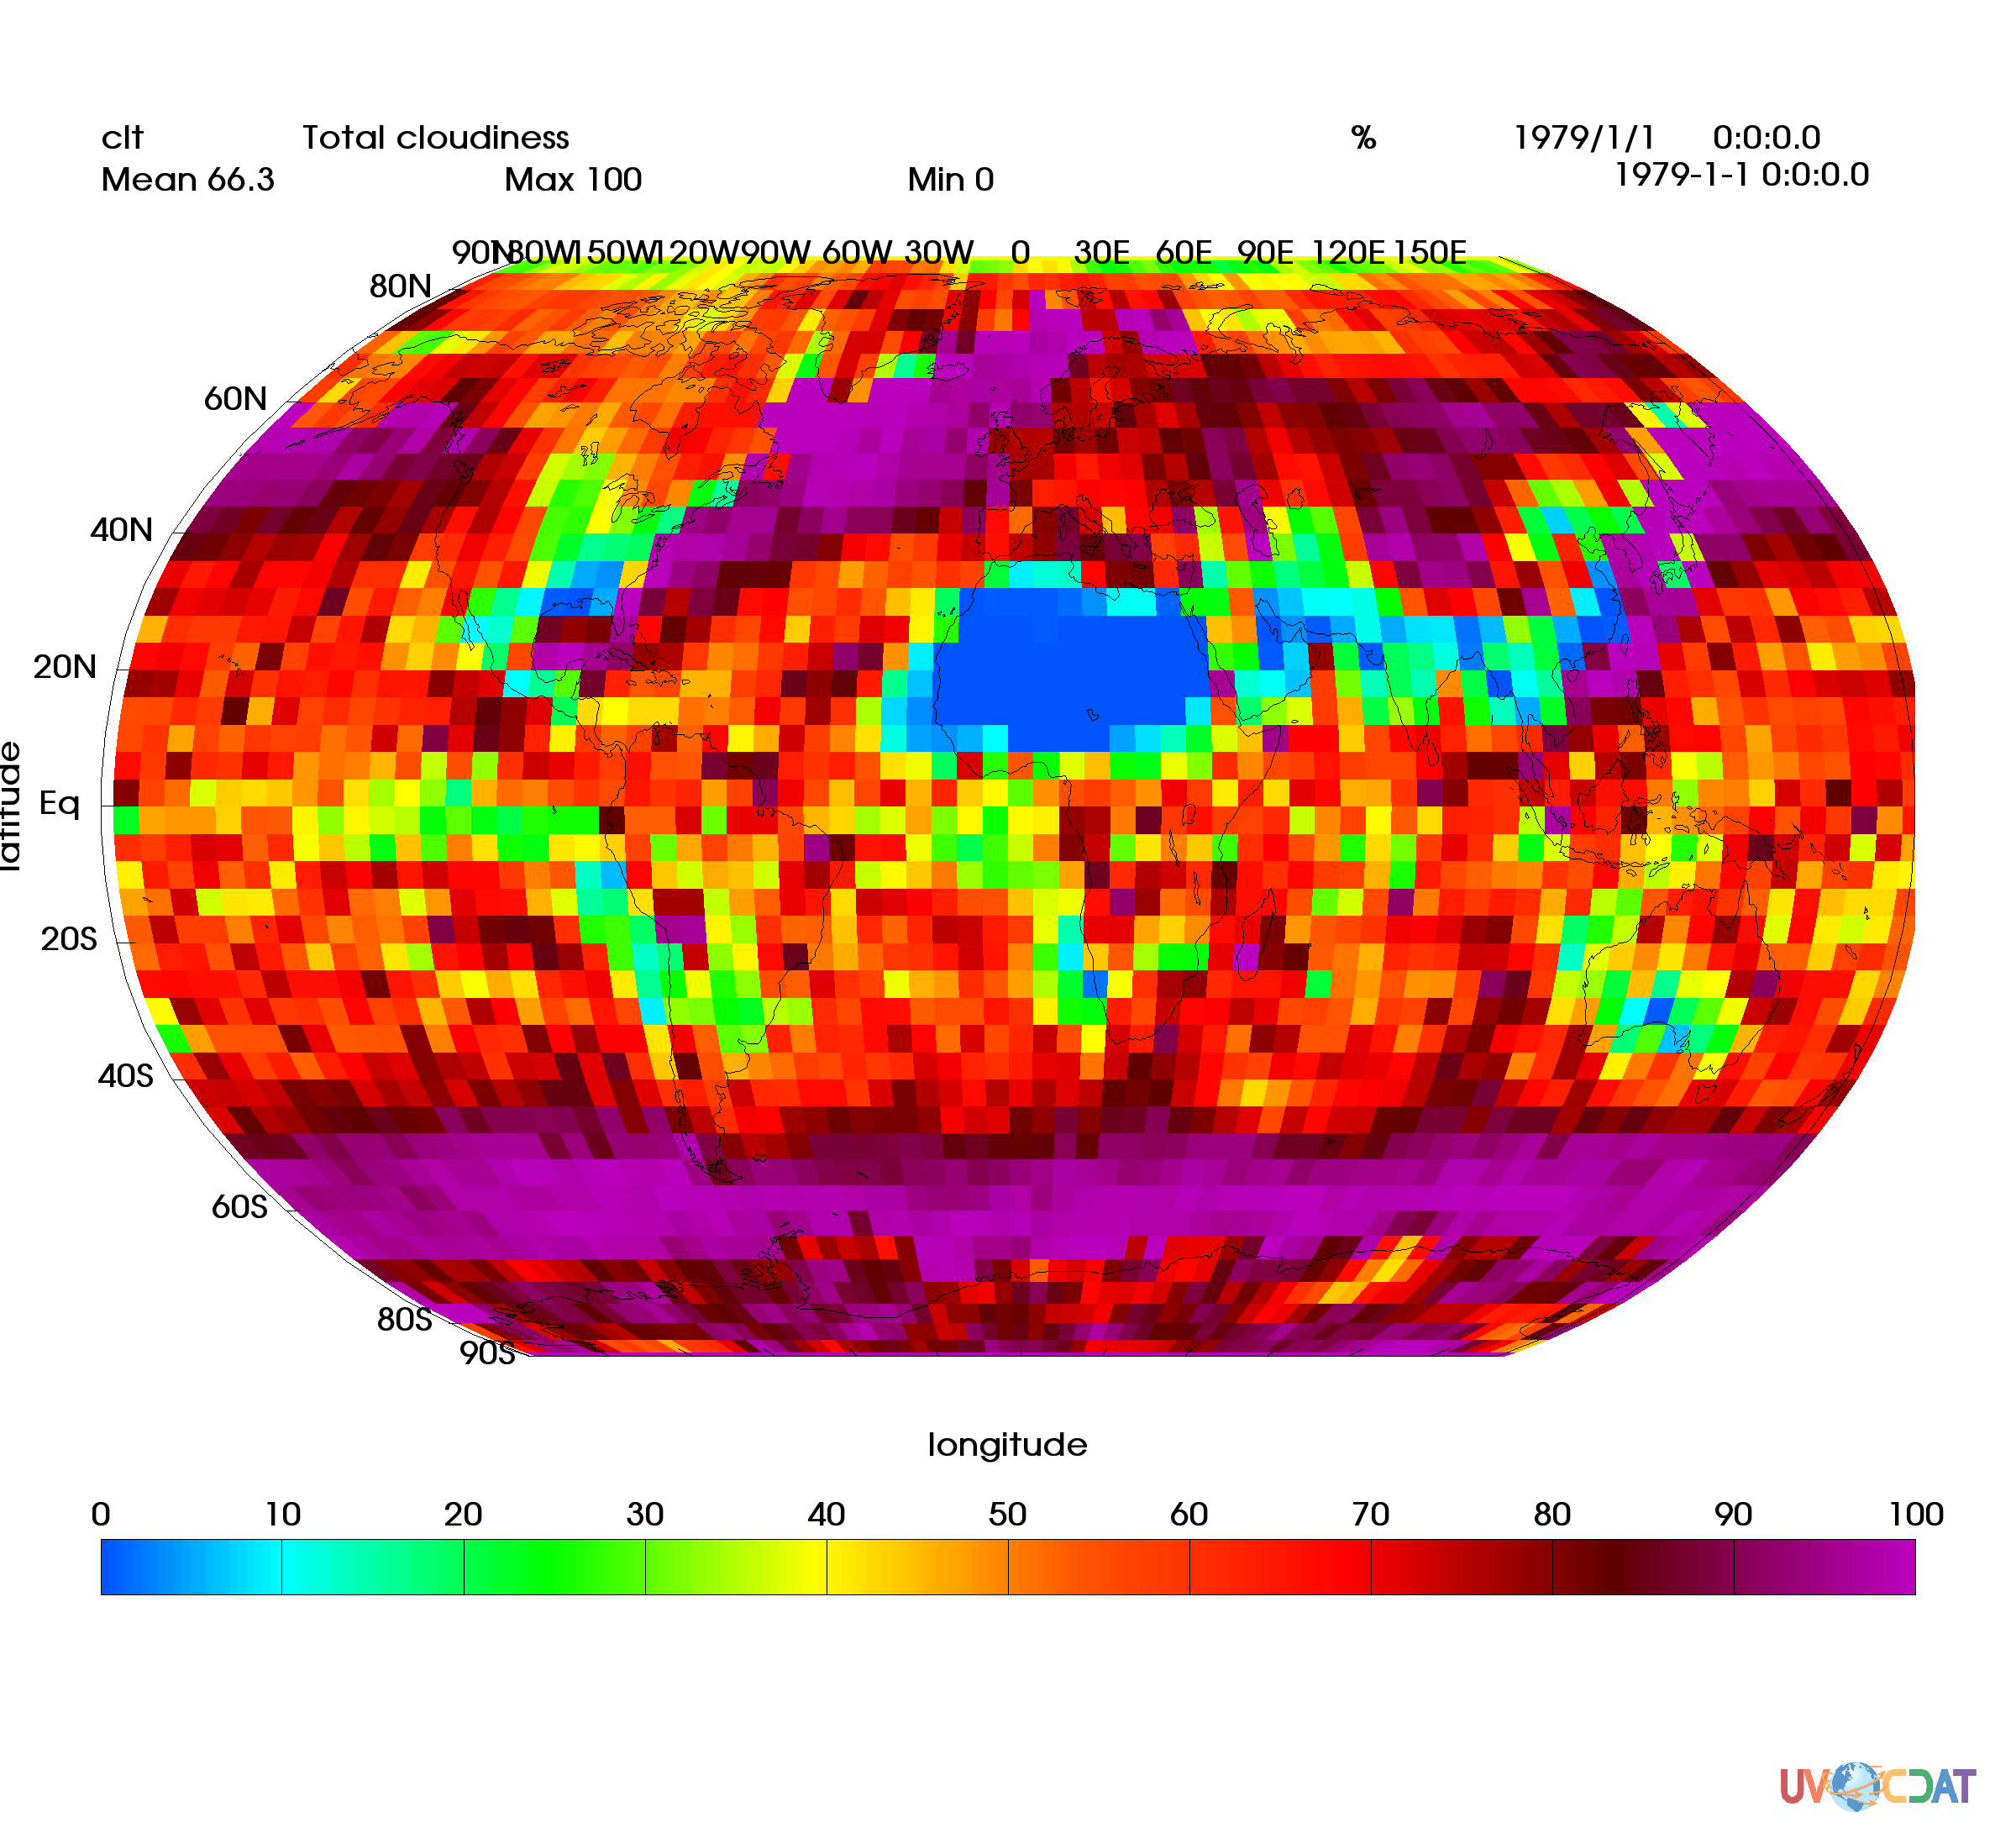 clt Total cloudiness % 1979/1/1 0:0:0.0
Mean 66.3 Max 100 Min 0 1979-1-1 0:0:0.0
90N 180W 150W 120W 90W 60W 30W 0 30E 60E 90E 120E 150E
80N
60N
40N
20N
Eq
20S
40S
60S
80S
90S
latitude
longitude
0 10 20 30 40 50 60 70 80 90 100
UV CDAT